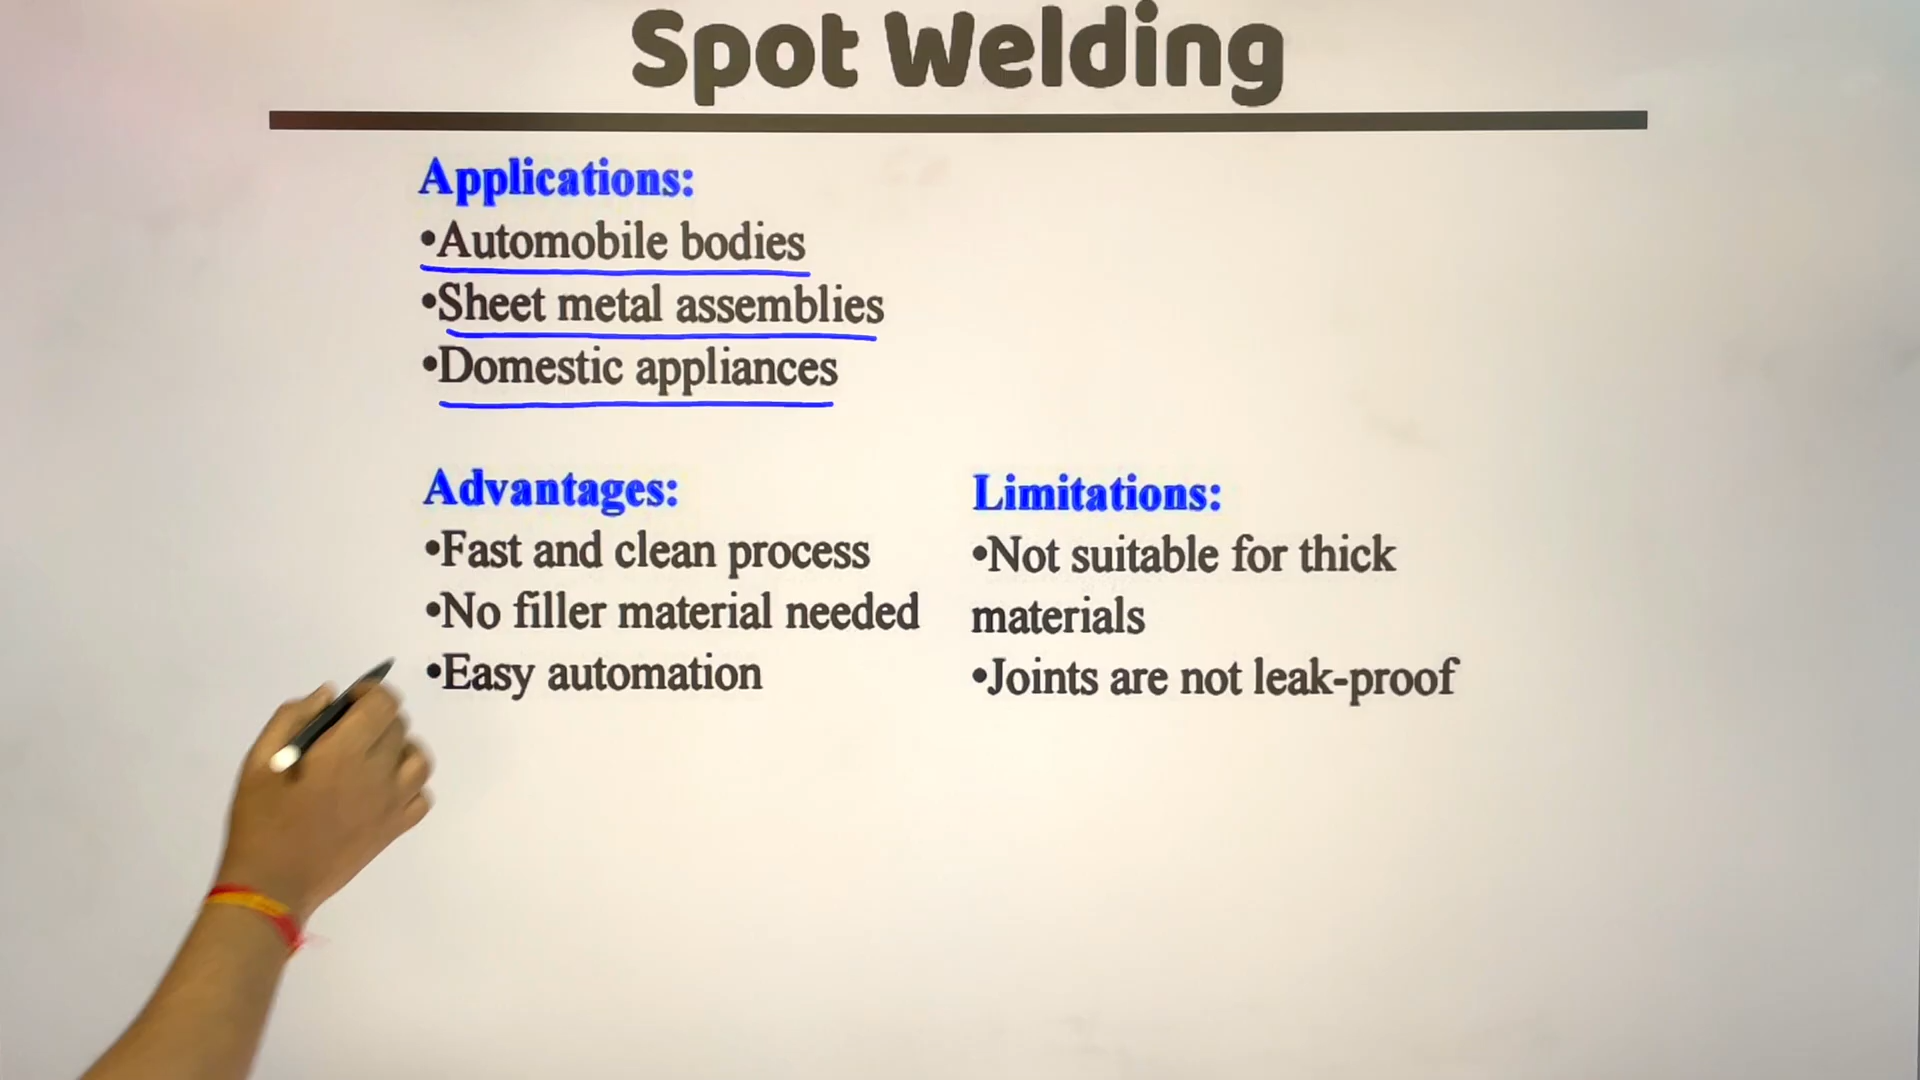 Spot Welding
Applications:
•Automobile bodies
•Sheet metal assemblies
•Domestic appliances
Advantages:
•Fast and clean process
•No filler material needed
•Easy automation
Limitations:
•Not suitable for thick
materials
•Joints are not leak-proof